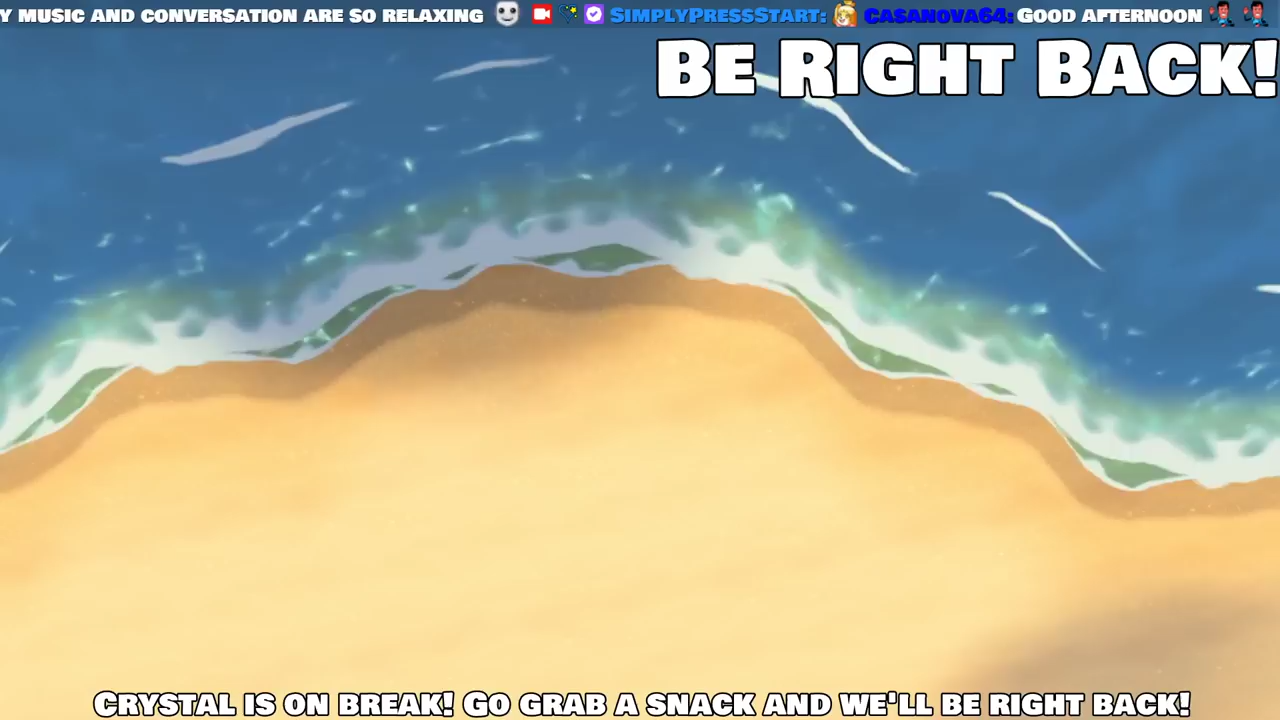 Y MUSIC AND CONVERSATION ARE SO RELAXING SIMPLYPRESSSTART: CASANOVA64: GOOD AFTERNOON
BE RIGHT BACK!
CRYSTAL IS ON BREAK! GO GRAB A SNACK AND WE'LL BE RIGHT BACK!